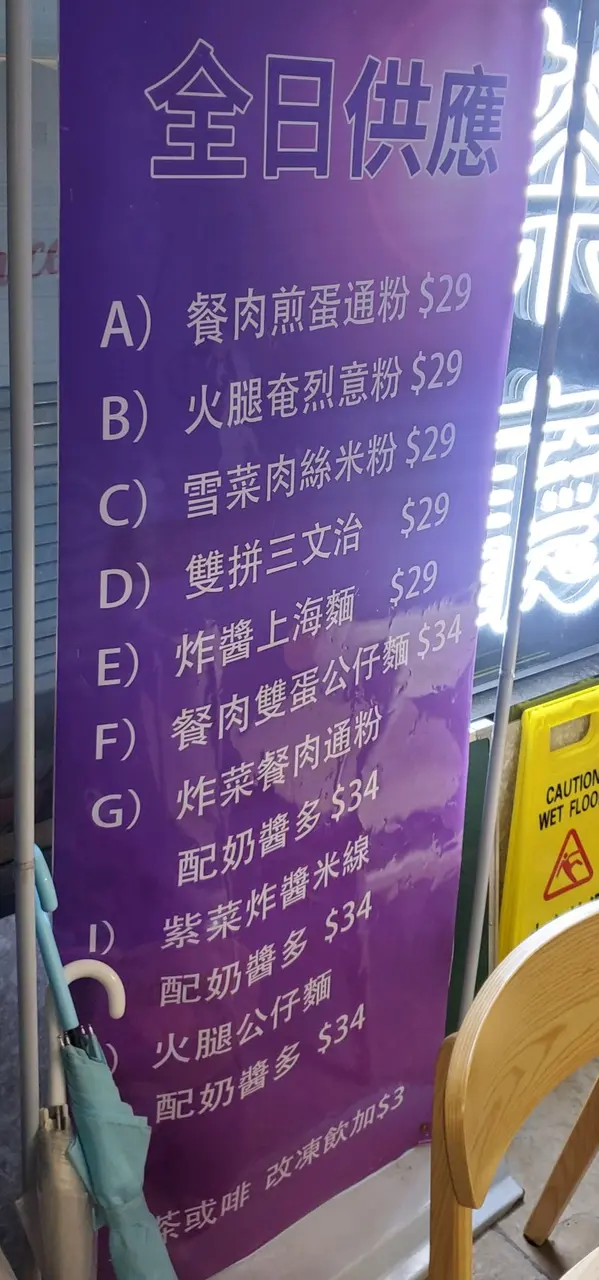 全日供應
A) 餐肉煎蛋通粉 $29
B) 火腿奄烈意粉 $29
C) 雪菜肉絲米粉 $29
D) 雙拼三文治 $29
E) 炸醬上海麵 $29
F) 餐肉雙蛋公仔麵 $34
G) 炸菜餐肉通粉
配奶醬多 $34
I) 紫菜炸醬米線
配奶醬多 $34
) 火腿公仔麵
配奶醬多 $34
茶或啡 改凍飲加$3
CAUTION
WET FLOO